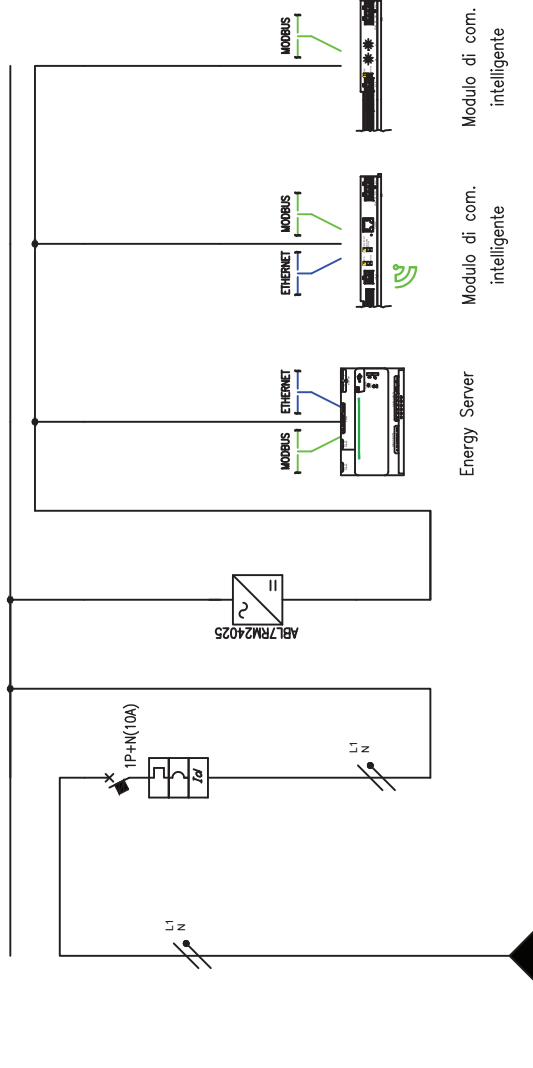 L1
N
1P+N(10A)
Id
L1
N
ABL7RM24025
MODBUS
ETHERNET
Energy Server
ETHERNET
MODBUS
Modulo di com.
intelligente
MODBUS
Modulo di com.
intelligente